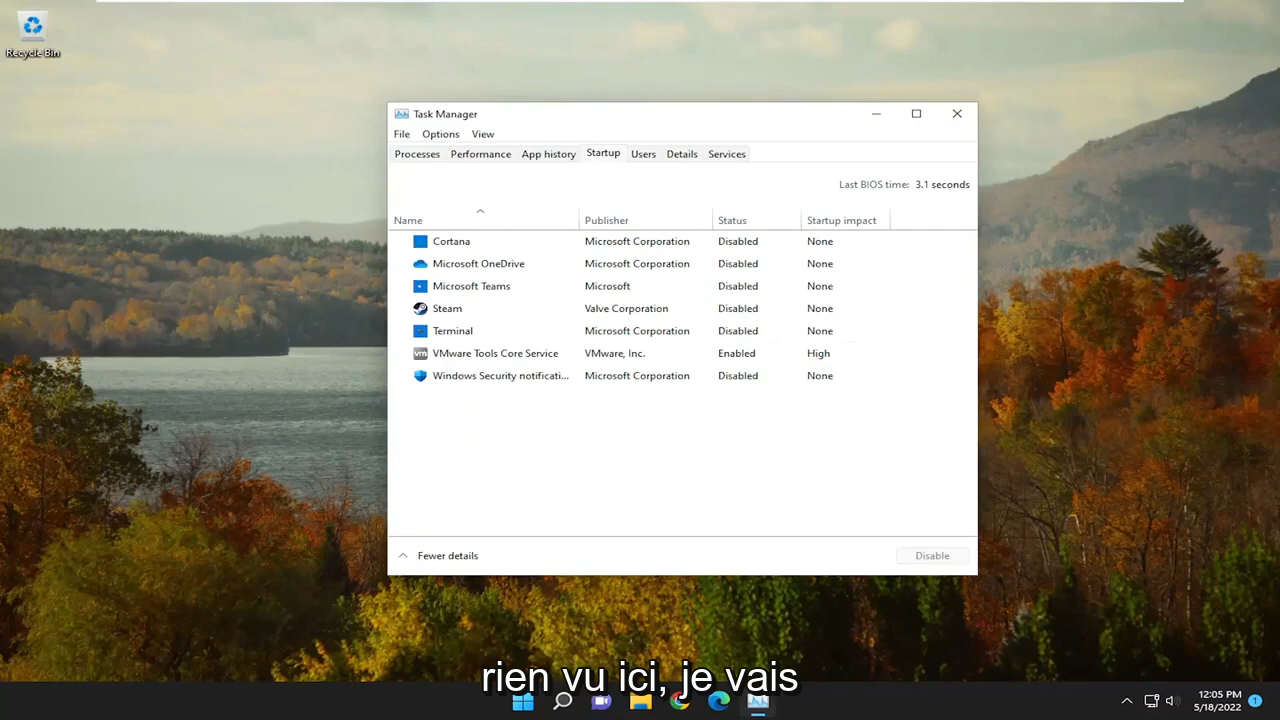 Recycle Bin
Task Manager
File Options View
Processes Performance App history Startup Users Details Services
Last BIOS time: 3.1 seconds
Name Publisher Status Startup impact
Cortana Microsoft Corporation Disabled None
Microsoft OneDrive Microsoft Corporation Disabled None
Microsoft Teams Microsoft Disabled None
Steam Valve Corporation Disabled None
Terminal Microsoft Corporation Disabled None
vm VMware Tools Core Service VMware, Inc. Enabled High
Windows Security notificati... Microsoft Corporation Disabled None
Fewer details Disable
rien vu ici, je vais
12:05 PM
5/18/2022 1